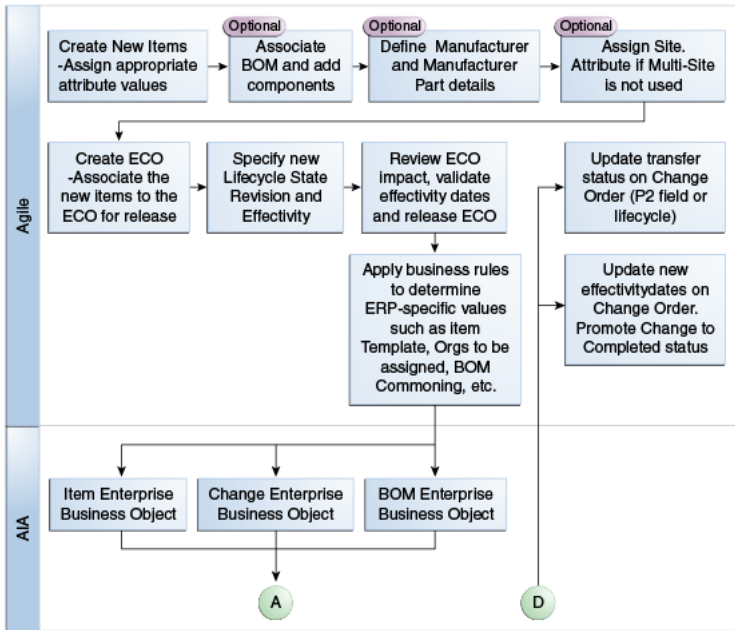 Optional
Optional
Optional
Create New Items
-Assign appropriate
attribute values
Associate
BOM and add
components
Define Manufacturer
and Manufacturer
Part details
Assign Site.
Attribute if Multi-Site
is not used
Agile
Create ECO
-Associate the
new items to the
ECO for release
Specify new
Lifecycle State
Revision and
Effectivity
Review ECO
impact, validate
effectivity dates
and release ECO
Update transfer
status on Change
Order (P2 field or
lifecycle)
Apply business rules
to determine
ERP-specific values
such as item
Template, Orgs to be
assigned, BOM
Commoning, etc.
Update new
effectivitydates on
Change Order.
Promote Change to
Completed status
AIA
Item Enterprise
Business Object
Change Enterprise
Business Object
BOM Enterprise
Business Object
A
D